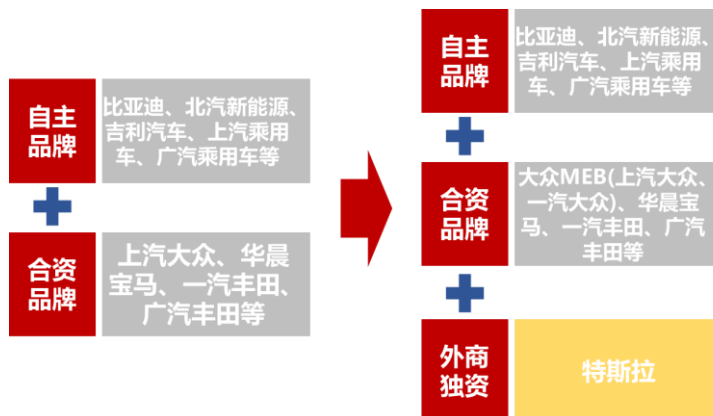 自主
品牌
比亚迪、北汽新能源、
吉利汽车、上汽乘用
车、广汽乘用车等
合资
品牌
上汽大众、华晨
宝马、一汽丰田、
广汽丰田等
自主
品牌
比亚迪、北汽新能源、
吉利汽车、上汽乘用
车、广汽乘用车等
合资
品牌
大众MEB(上汽大众、
一汽大众)、华晨宝
马、一汽丰田、广汽
丰田等
外商
独资
特斯拉